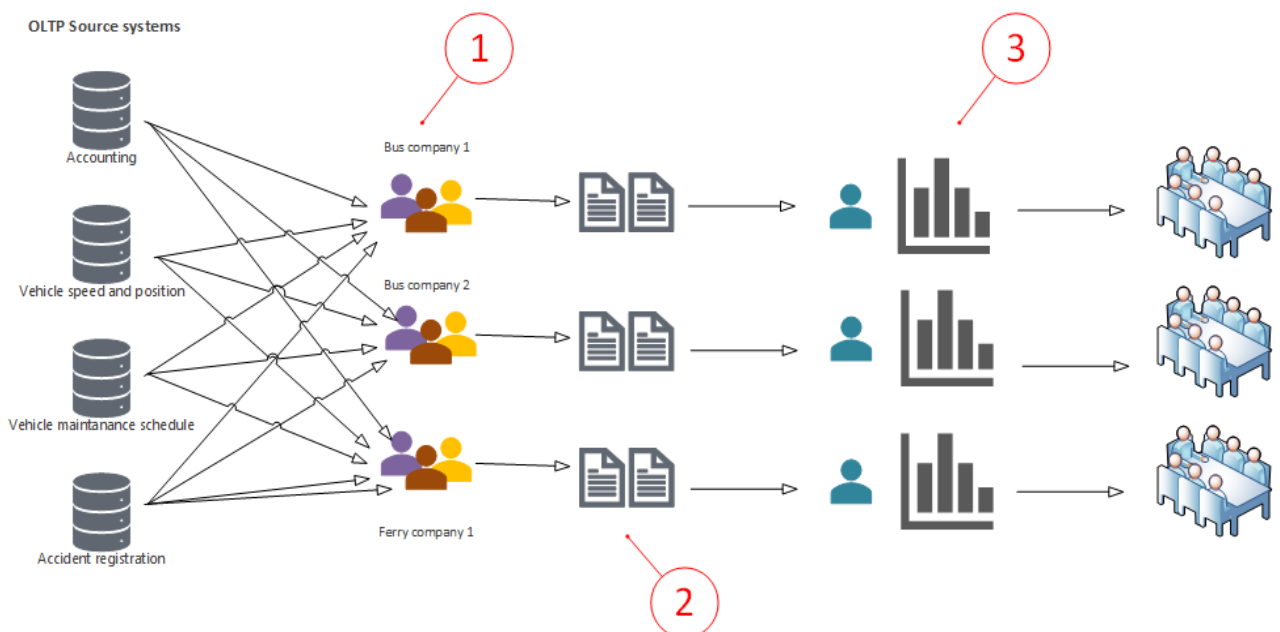 OLTP Source systems
1
3
Accounting
Bus company 1
Vehicle speed and position
Bus company 2
Vehicle maintanance schedule
Ferry company 1
Accident registration
2